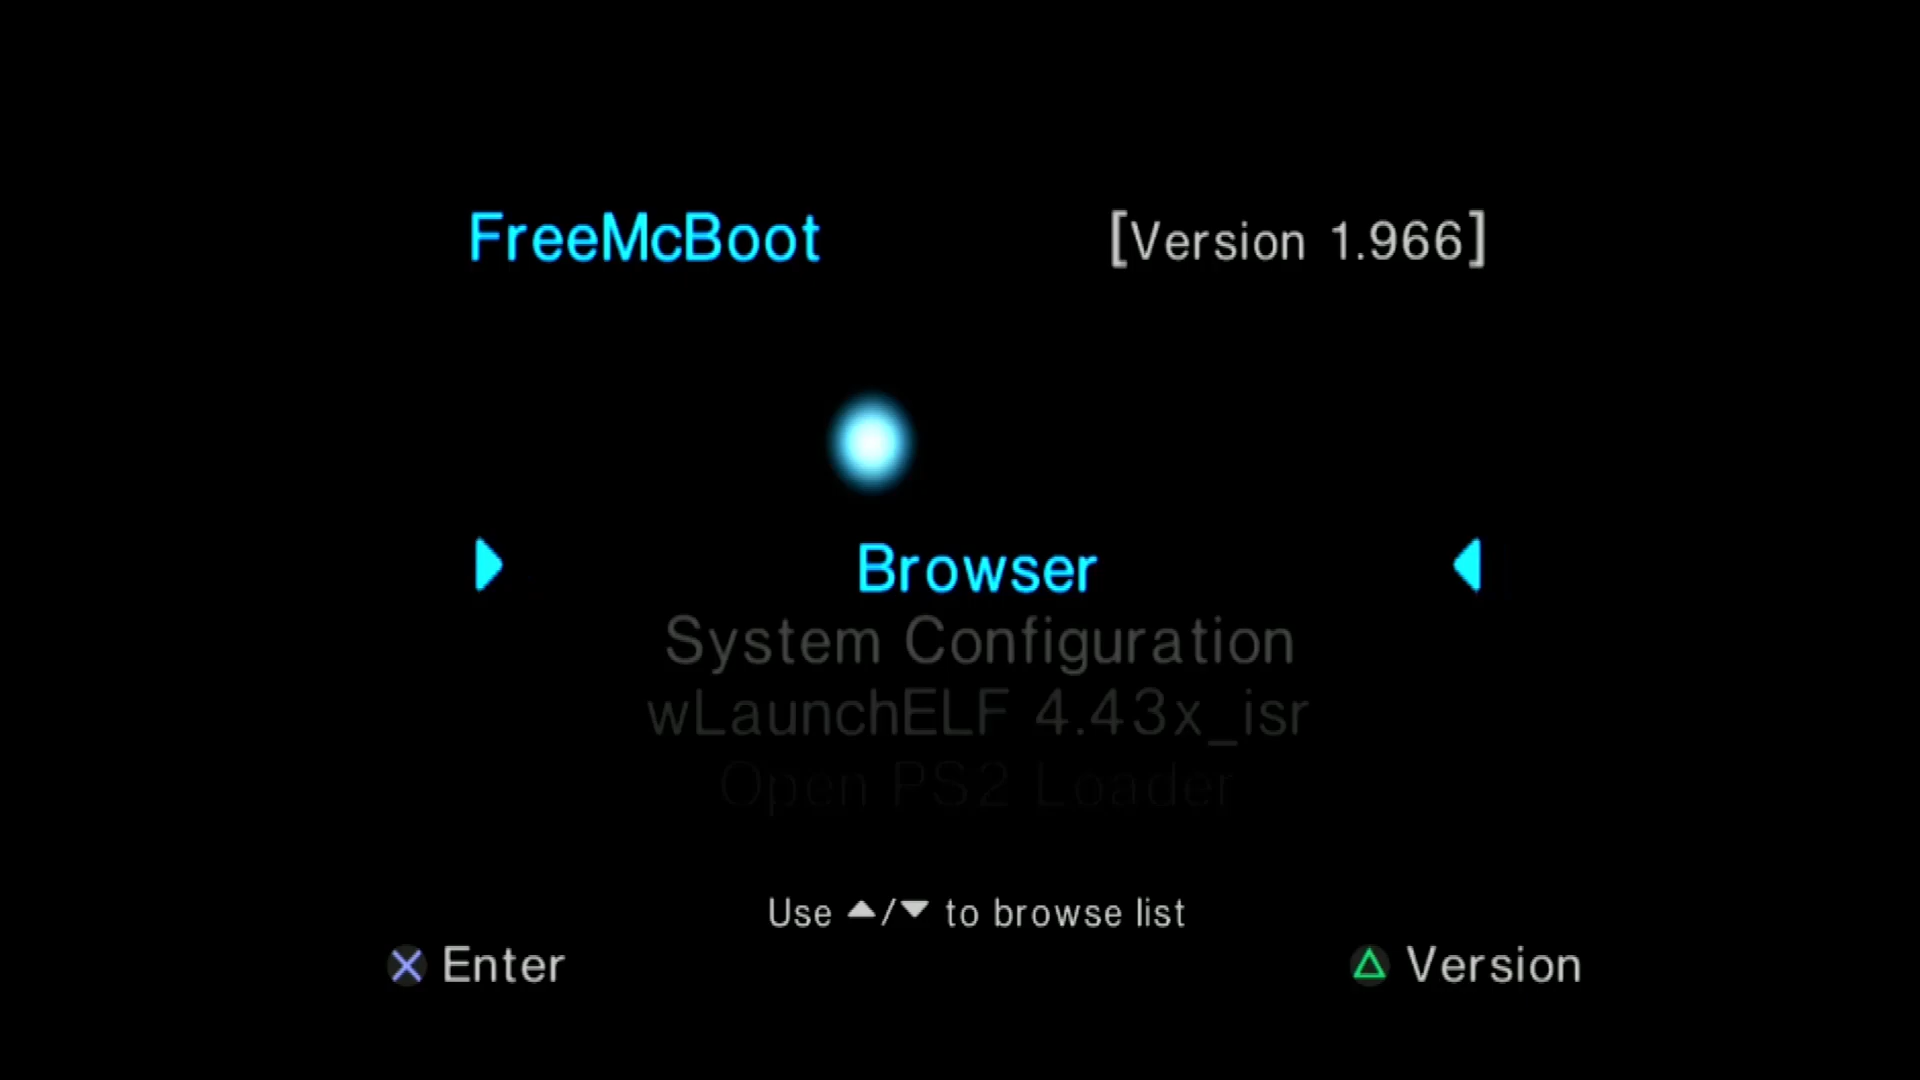 FreeMcBoot [Version 1.966]
Browser
System Configuration
wLaunchELF 4.43x_isr
Open PS2 Loader
Use ▲/▼ to browse list
Enter
Version